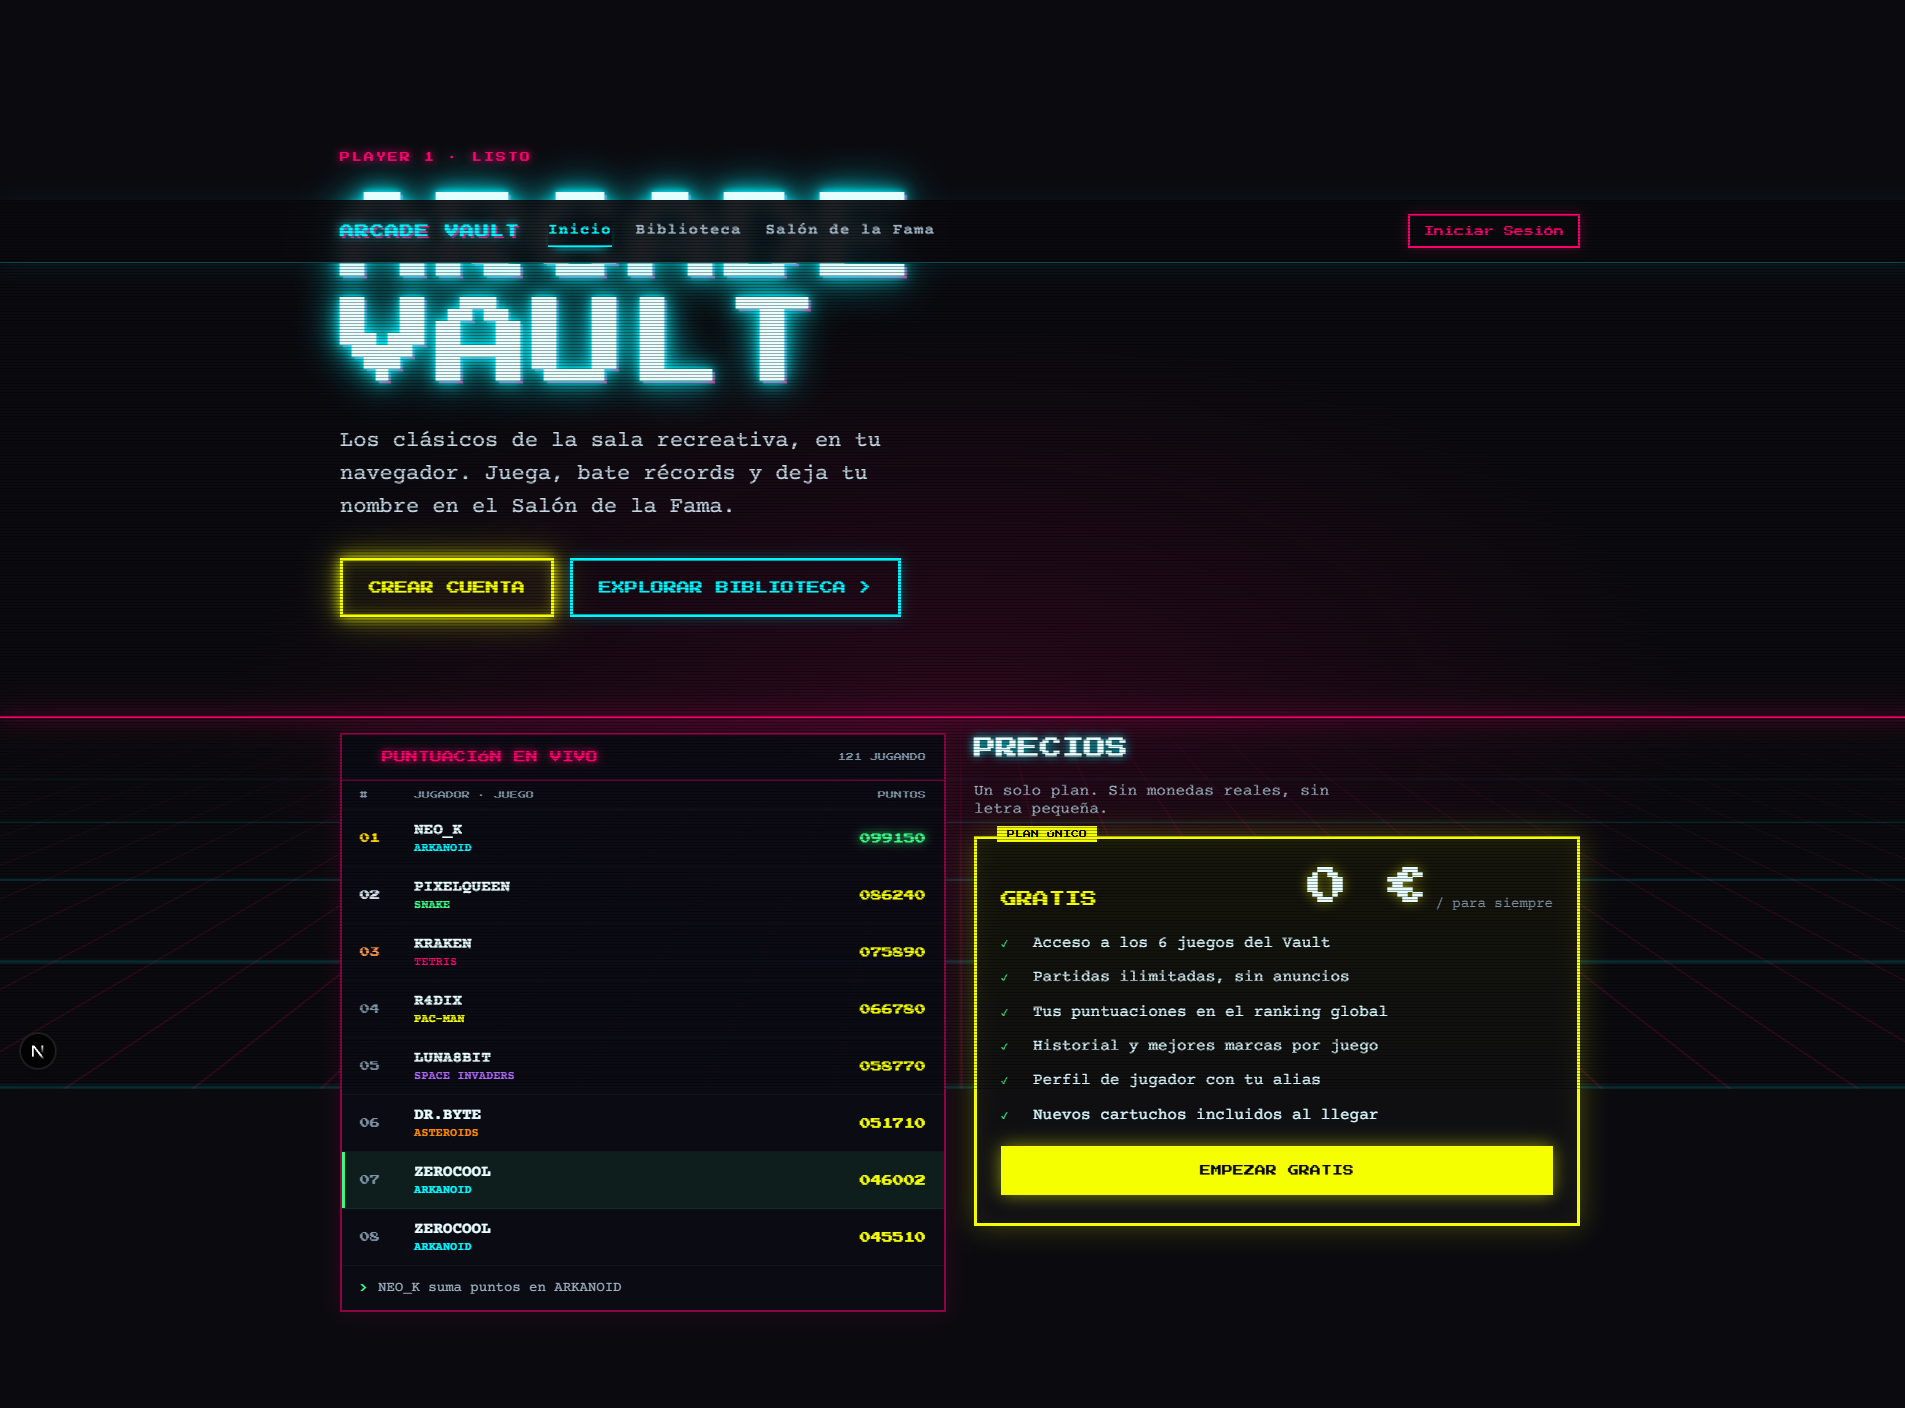 PLAYER 1 · LISTO
ARCADE VAULT Inicio Biblioteca Salón de la Fama Iniciar Sesión
ARCADE
VAULT
Los clásicos de la sala recreativa, en tu
navegador. Juega, bate récords y deja tu
nombre en el Salón de la Fama.
CREAR CUENTA EXPLORAR BIBLIOTECA >
PUNTUACIóN EN VIVO 121 JUGANDO
# JUGADOR · JUEGO PUNTOS
01 NEO_K 099150
ARKANOID
02 PIXELQUEEN 086240
SNAKE
03 KRAKEN 075890
TETRIS
04 R4DIX 066780
PAC-MAN
05 LUNA8BIT 058770
SPACE INVADERS
06 DR.BYTE 051710
ASTEROIDS
07 ZEROCOOL 046002
ARKANOID
08 ZEROCOOL 045510
ARKANOID
> NEO_K suma puntos en ARKANOID
PRECIOS
Un solo plan. Sin monedas reales, sin
letra pequeña.
PLAN úNICO
GRATIS 0 € / para siempre
✓ Acceso a los 6 juegos del Vault
✓ Partidas ilimitadas, sin anuncios
✓ Tus puntuaciones en el ranking global
✓ Historial y mejores marcas por juego
✓ Perfil de jugador con tu alias
✓ Nuevos cartuchos incluidos al llegar
EMPEZAR GRATIS
N